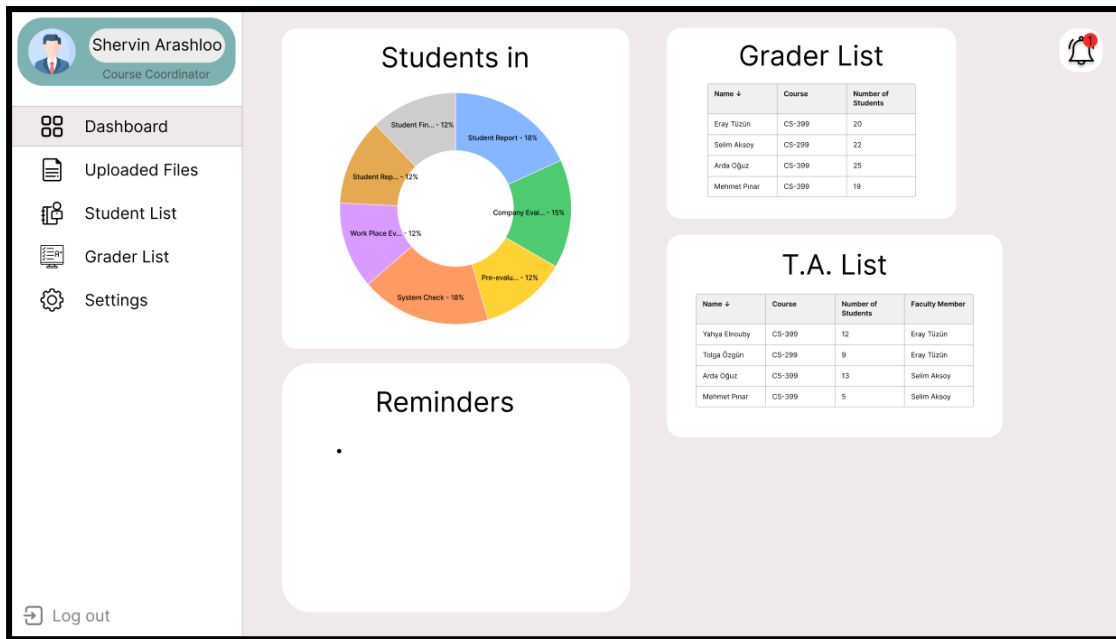 Shervin Arashloo
Course Coordinator
Dashboard
Uploaded Files
Student List
Grader List
Settings
Log out
Students in
Student Fin... - 12%
Student Report - 18%
Student Rep... - 12%
Company Eval... - 15%
Work Place Ev... - 12%
Pre-evalu... - 12%
System Check - 18%
Reminders
•
Grader List
Name ↓ Course Number of
Students
Eray Tüzün CS-399 20
Selim Aksoy CS-299 22
Arda Oğuz CS-399 25
Mehmet Pınar CS-399 19
T.A. List
Name ↓ Course Number of Faculty Member
Students
Yahya Elnouby CS-399 12 Eray Tüzün
Tolga Özgün CS-299 9 Eray Tüzün
Arda Oğuz CS-399 13 Selim Aksoy
Mehmet Pınar CS-399 5 Selim Aksoy
1